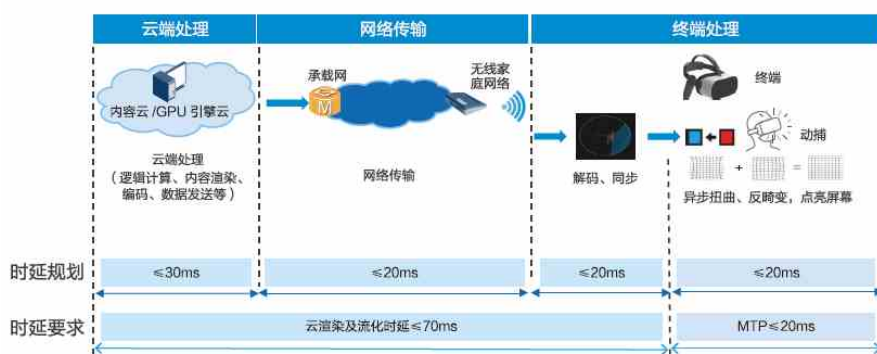 云端处理
网络传输
终端处理
内容云/GPU引擎云
承载网
M
无线家
庭网络
终端
动捕
云端处理
（逻辑计算、内容渲染、
编码、数据发送等）
网络传输
解码、同步
+
=
异步扭曲、反畸变，点亮屏幕
时延规划
≤30ms
≤20ms
≤20ms
≤20ms
时延要求
云渲染及流化时延≤70ms
MTP≤20ms